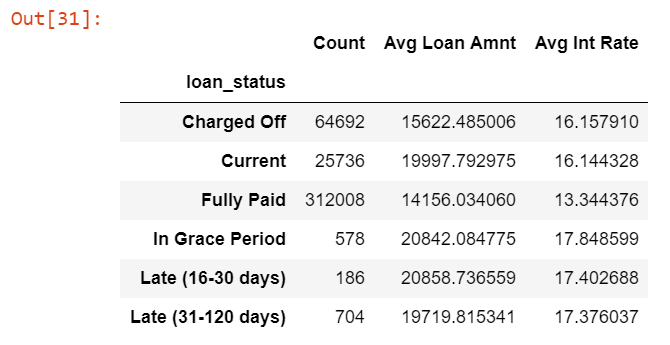 Out[31]:
Count Avg Loan Amnt Avg Int Rate
loan_status
Charged Off 64692 15622.485006 16.157910
Current 25736 19997.792975 16.144328
Fully Paid 312008 14156.034060 13.344376
In Grace Period 578 20842.084775 17.848599
Late (16-30 days) 186 20858.736559 17.402688
Late (31-120 days) 704 19719.815341 17.376037